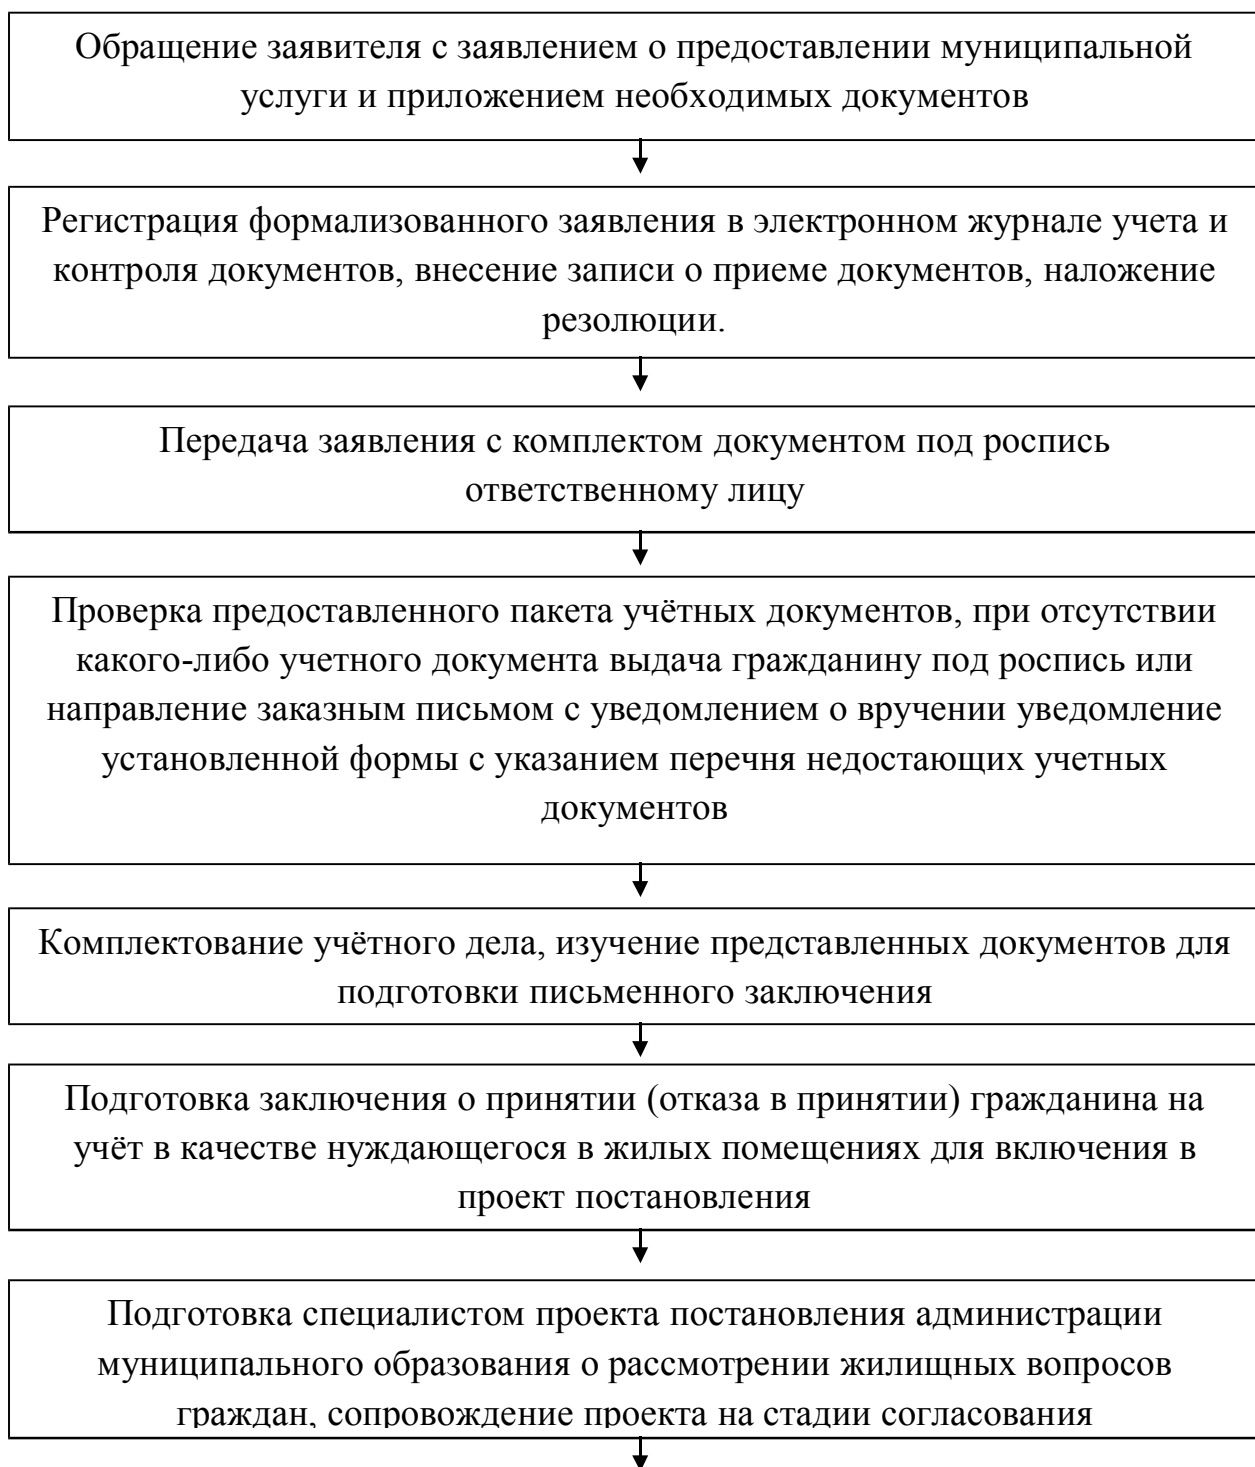 Обращение заявителя с заявлением о предоставлении муниципальной
услуги и приложением необходимых документов
Регистрация формализованного заявления в электронном журнале учета и
контроля документов, внесение записи о приеме документов, наложение
резолюции.
Передача заявления с комплектом документом под роспись
ответственному лицу
Проверка предоставленного пакета учётных документов, при отсутствии
какого-либо учетного документа выдача гражданину под роспись или
направление заказным письмом с уведомлением о вручении уведомление
установленной формы с указанием перечня недостающих учетных
документов
Комплектование учётного дела, изучение представленных документов для
подготовки письменного заключения
Подготовка заключения о принятии (отказа в принятии) гражданина на
учёт в качестве нуждающегося в жилых помещениях для включения в
проект постановления
Подготовка специалистом проекта постановления администрации
муниципального образования о рассмотрении жилищных вопросов
граждан, сопровождение проекта на стадии согласования